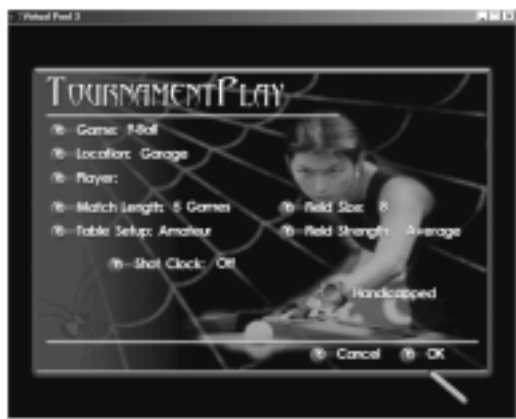 Virtual Pool 3
TOURNAMENTPLAY
Game: 9-Ball
Location: Garage
Player:
Match Length: 5 Games
Field Size: 8
Table Setup: Amateur
Field Strength: Average
Shot Clock: Off
Handicapped
Cancel
OK